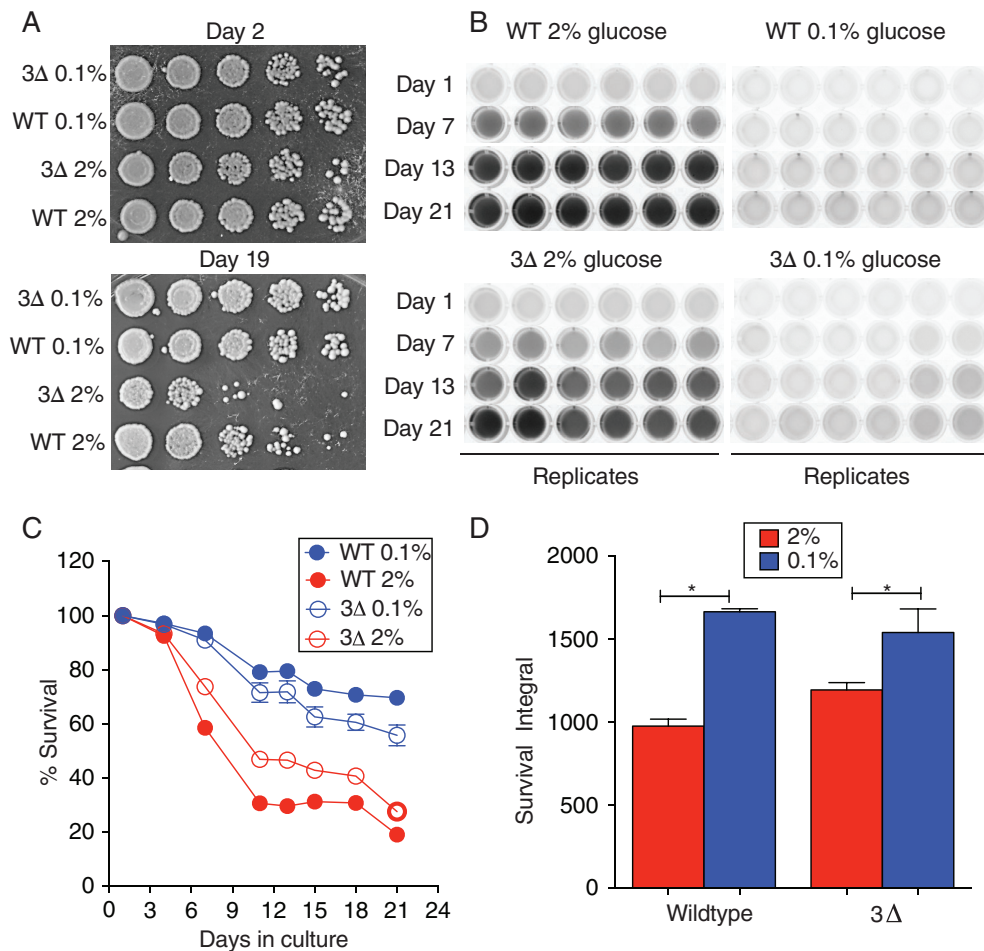 A
Day 2
3Δ 0.1%
WT 0.1%
3Δ 2%
WT 2%
Day 19
3Δ 0.1%
WT 0.1%
3Δ 2%
WT 2%
B
WT 2% glucose
WT 0.1% glucose
Day 1
Day 7
Day 13
Day 21
3Δ 2% glucose
3Δ 0.1% glucose
Day 1
Day 7
Day 13
Day 21
Replicates
Replicates
C
WT 0.1%
WT 2%
3Δ 0.1%
3Δ 2%
% Survival
120
100
80
60
40
20
0
0 3 6 9 12 15 18 21 24
Days in culture
D
2%
0.1%
Survival Integral
2000
1500
1000
500
0
*
*
Wildtype
3Δ